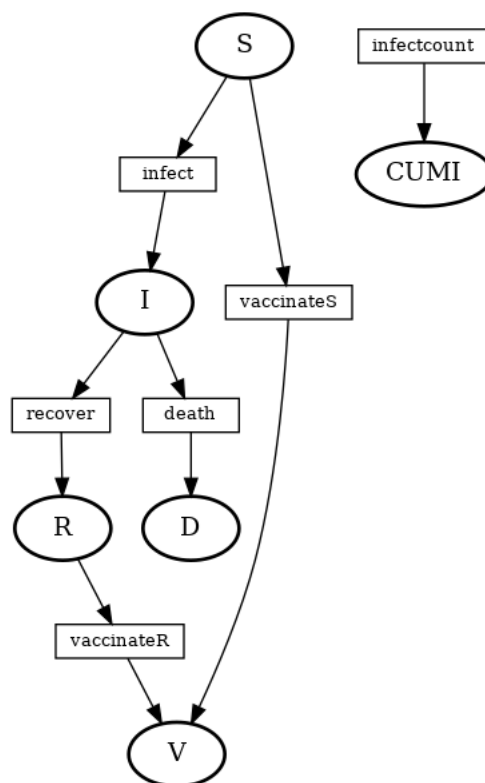 S
infectcount
infect
CUMI
I
vaccinateS
recover
death
R
D
vaccinateR
V